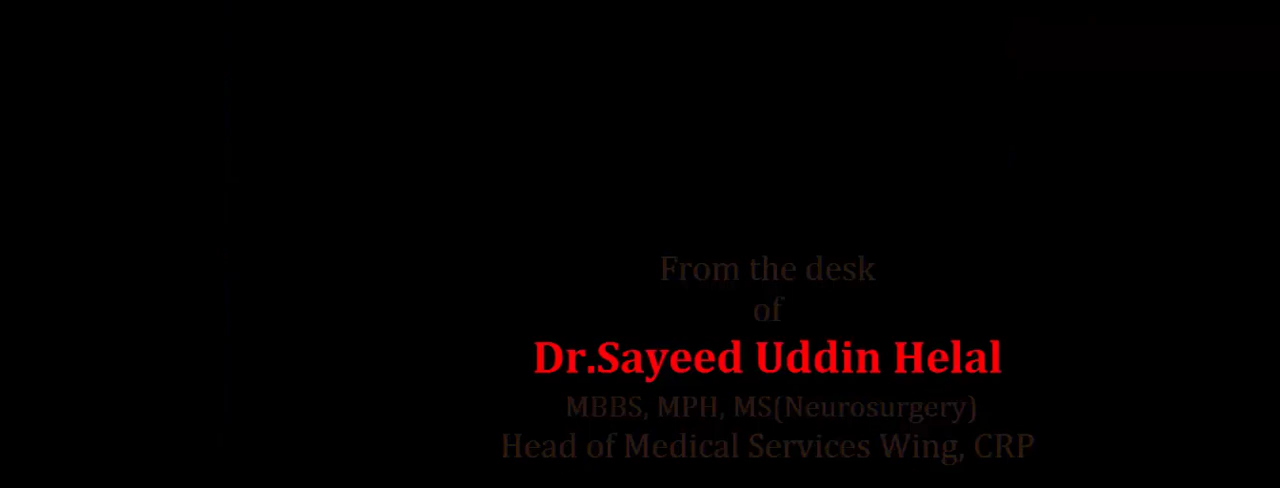 From the desk
of
Dr.Sayeed Uddin Helal
MBBS, MPH, MS(Neurosurgery)
Head of Medical Services Wing, CRP